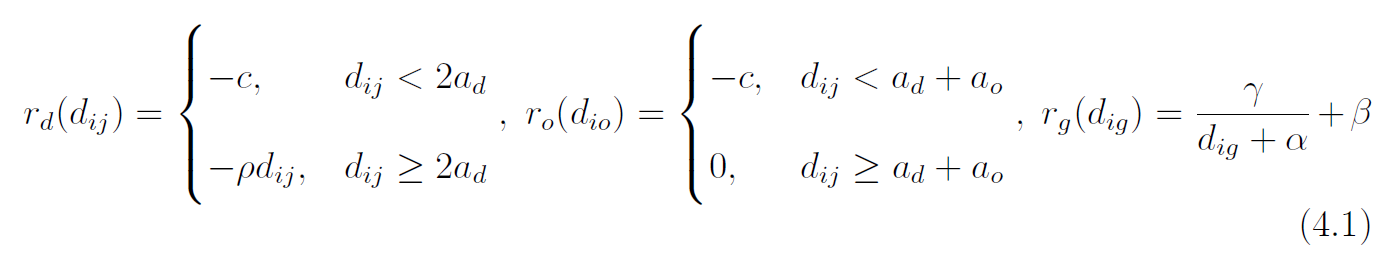 $r_d(d_{ij}) = \begin{cases} -c, & d_{ij} < 2a_d \\ -\rho d_{ij}, & d_{ij} \geq 2a_d \end{cases}, \; r_o(d_{io}) = \begin{cases} -c, & d_{ij} < a_d + a_o \\ 0, & d_{ij} \geq a_d + a_o \end{cases}, \; r_g(d_{ig}) = \frac{\gamma}{d_{ig} + \alpha} + \beta$
(4.1)